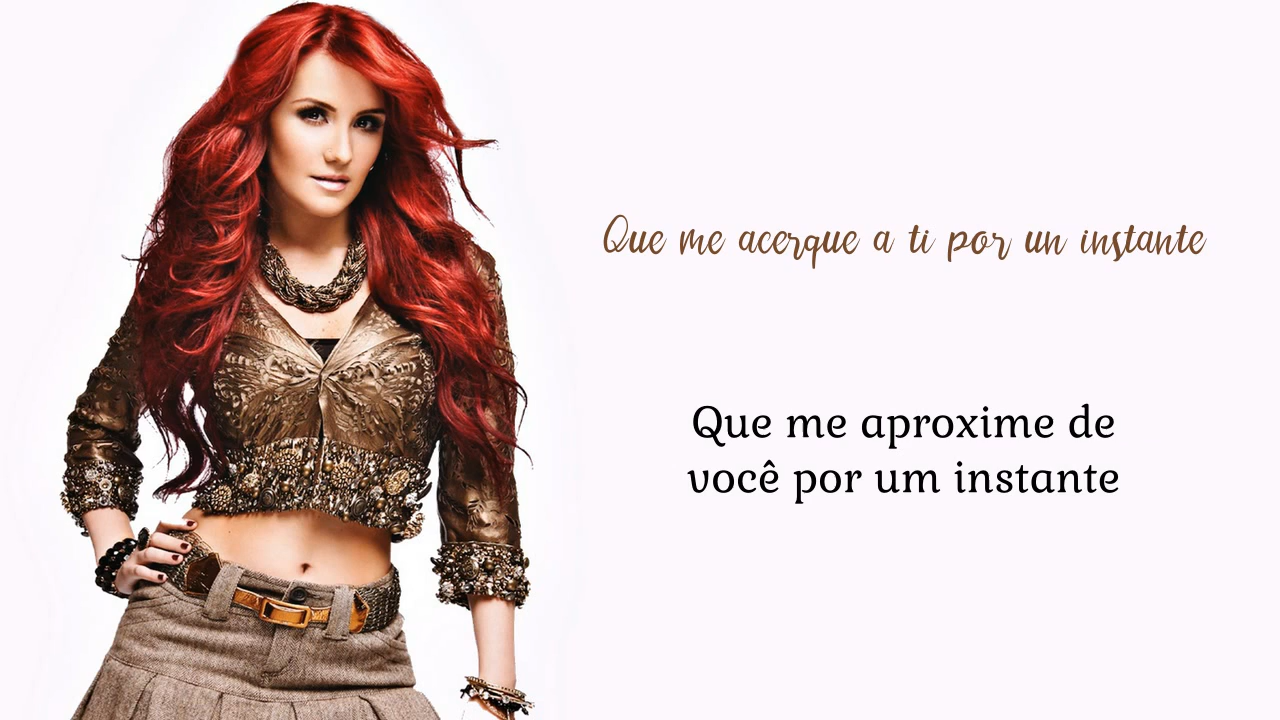 Que me acerque a ti por un instante
Que me aproxime de
você por um instante